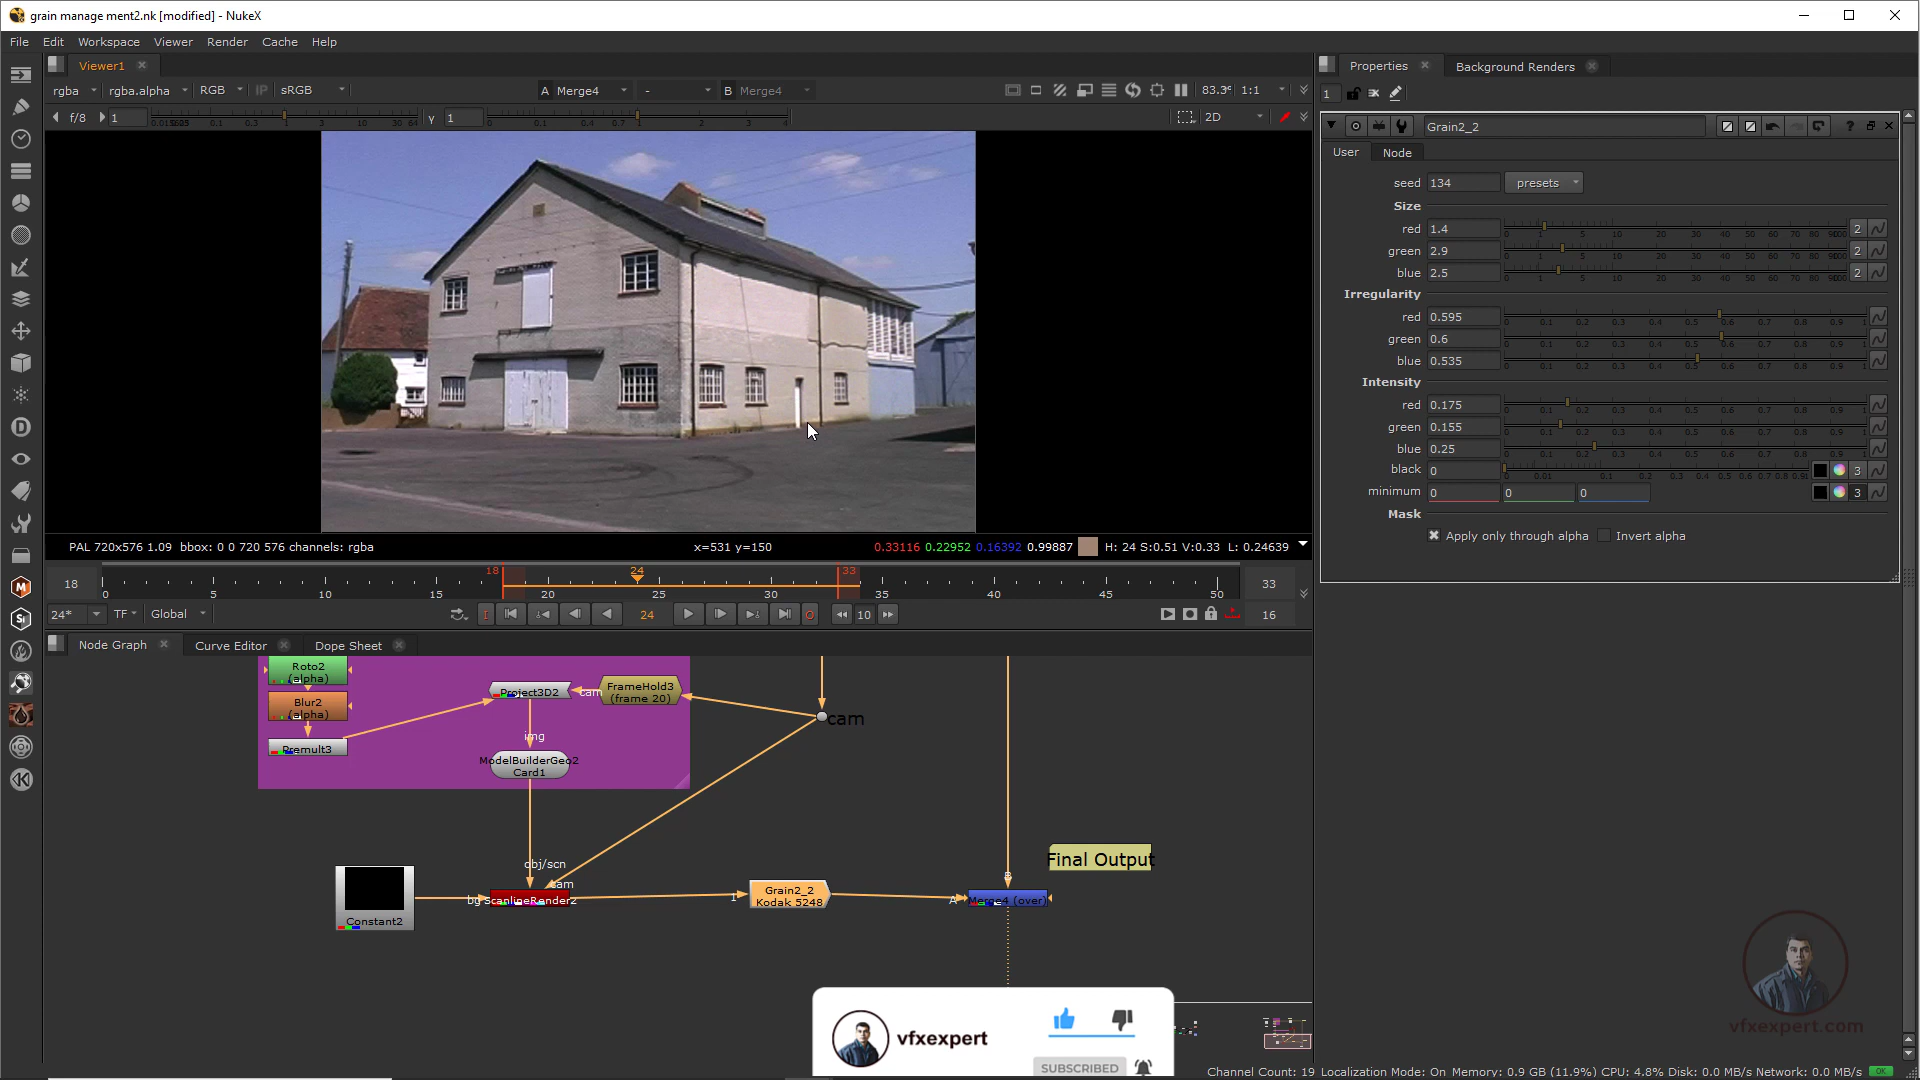 grain manage ment2.nk [modified] - NukeX
File Edit Workspace Viewer Render Cache Help
Viewer1
rgba rgba.alpha RGB IP sRGB A Merge4 - B Merge4 83.3 1:1
f/8 1 y 1 2D
PAL 720x576 1.09 bbox: 0 0 720 576 channels: rgba x=531 y=150 0.33116 0.22952 0.16392 0.99887 H: 24 S:0.51 V:0.33 L: 0.24639
18 18 24 33 33
0 5 10 15 20 25 30 35 40 45 50
24* TF Global I 24 O 10 16
Node Graph Curve Editor Dope Sheet
Roto2
(alpha)
Blur2
(alpha)
Premult3
Project3D2
cam
FrameHold3
(frame 20)
img
ModelBuilderGeo2
Card1
cam
obj/scn
cam
Constant2
bg ScanlineRender2
1
Grain2_2
Kodak 5248
A
B
Merge4 (over)
Final Output
vfxexpert
SUBSCRIBED
Properties Background Renders
1
Grain2_2
User Node
seed 134 presets
Size
red 1.4 2
green 2.9 2
blue 2.5 2
Irregularity
red 0.595
green 0.6
blue 0.535
Intensity
red 0.175
green 0.155
blue 0.25
black 0 3
minimum 0 0 0 3
Mask
Apply only through alpha Invert alpha
vfxexpert.com
Channel Count: 19 Localization Mode: On Memory: 0.9 GB (11.9%) CPU: 4.8% Disk: 0.0 MB/s Network: 0.0 MB/s OK